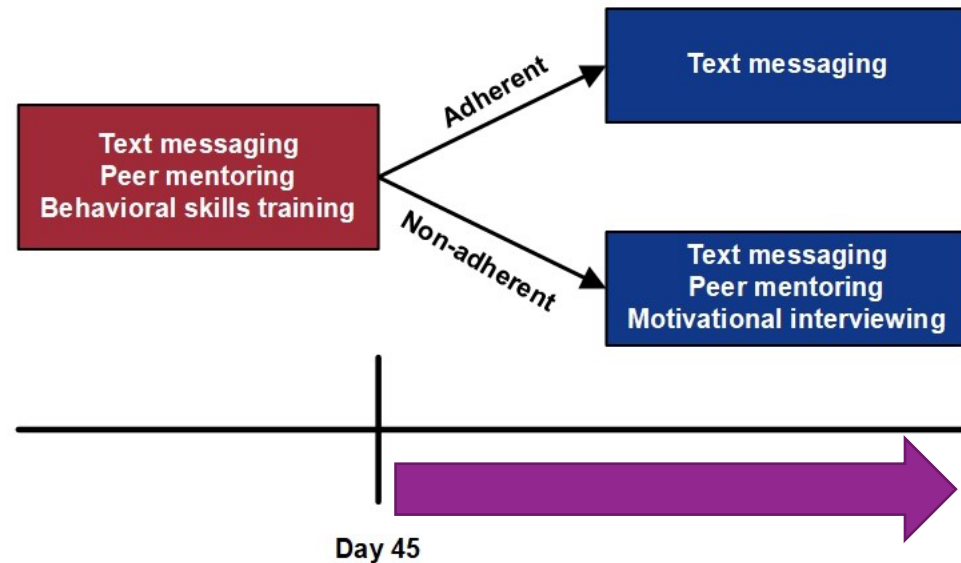 Text messaging
Peer mentoring
Behavioral skills training
Adherent
Text messaging
Non-adherent
Text messaging
Peer mentoring
Motivational interviewing
Day 45